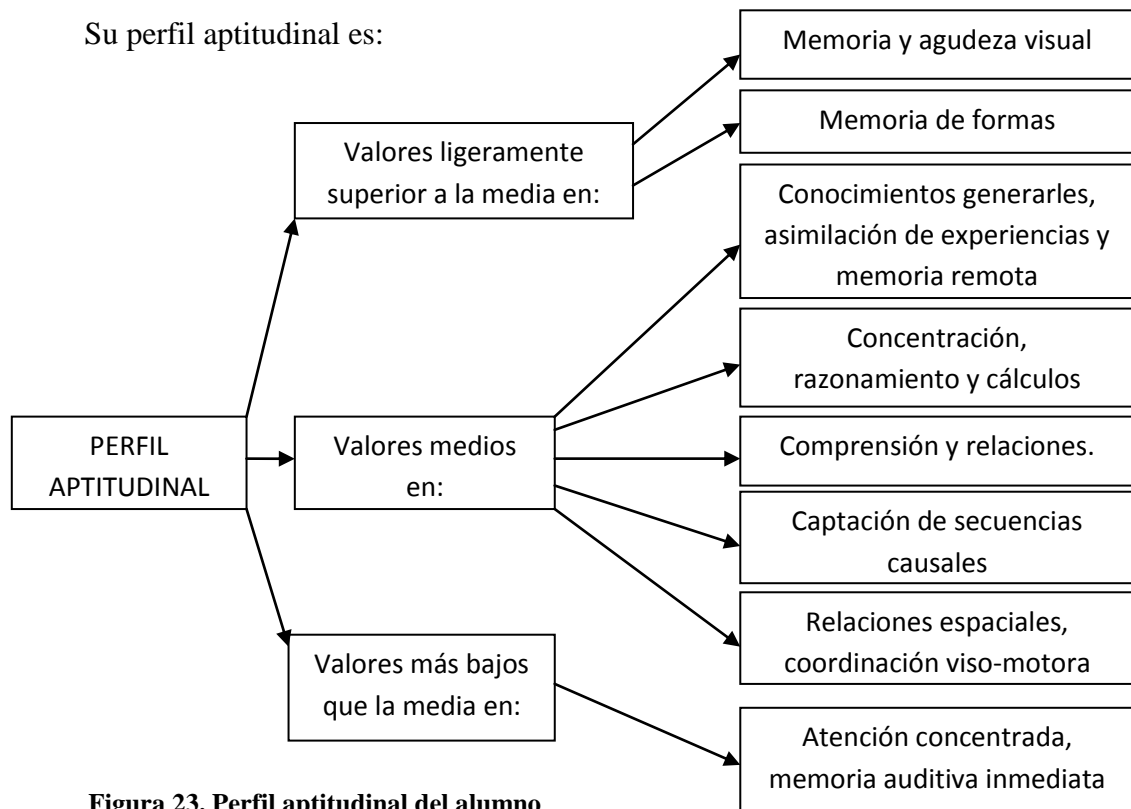 Su perfil aptitudinal es:
Memoria y agudeza visual
Memoria de formas
Valores ligeramente
superior a la media en:
Conocimientos generarles,
asimilación de experiencias y
memoria remota
Concentración,
razonamiento y cálculos
PERFIL
APTITUDINAL
Valores medios
en:
Comprensión y relaciones.
Captación de secuencias
causales
Relaciones espaciales,
coordinación viso-motora
Valores más bajos
que la media en:
Atención concentrada,
memoria auditiva inmediata
Figura 23. Perfil aptitudinal del alumno